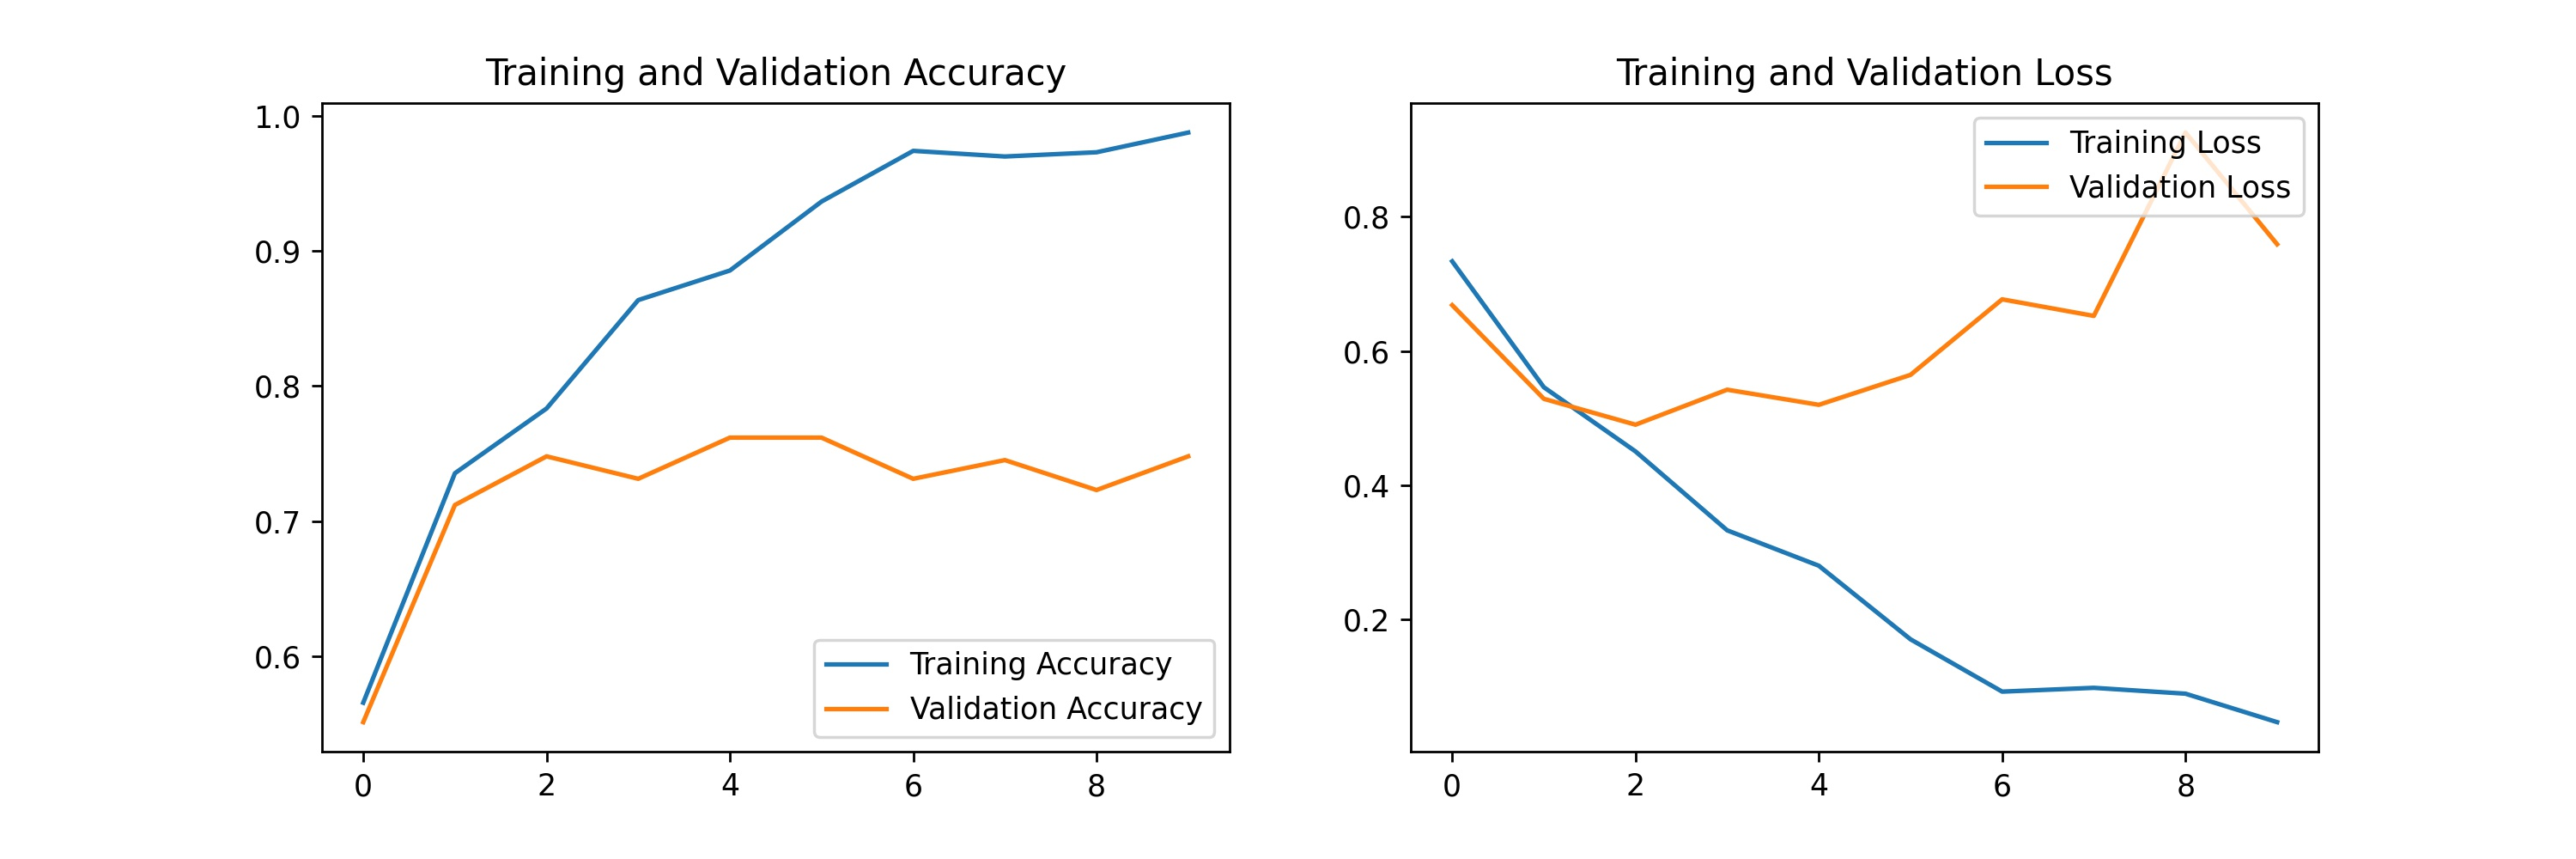 Training and Validation Accuracy
1.0
0.9
0.8
0.7
0.6
0 2 4 6 8
Training Accuracy
Validation Accuracy
Training and Validation Loss
0.8
0.6
0.4
0.2
0 2 4 6 8
Training Loss
Validation Loss